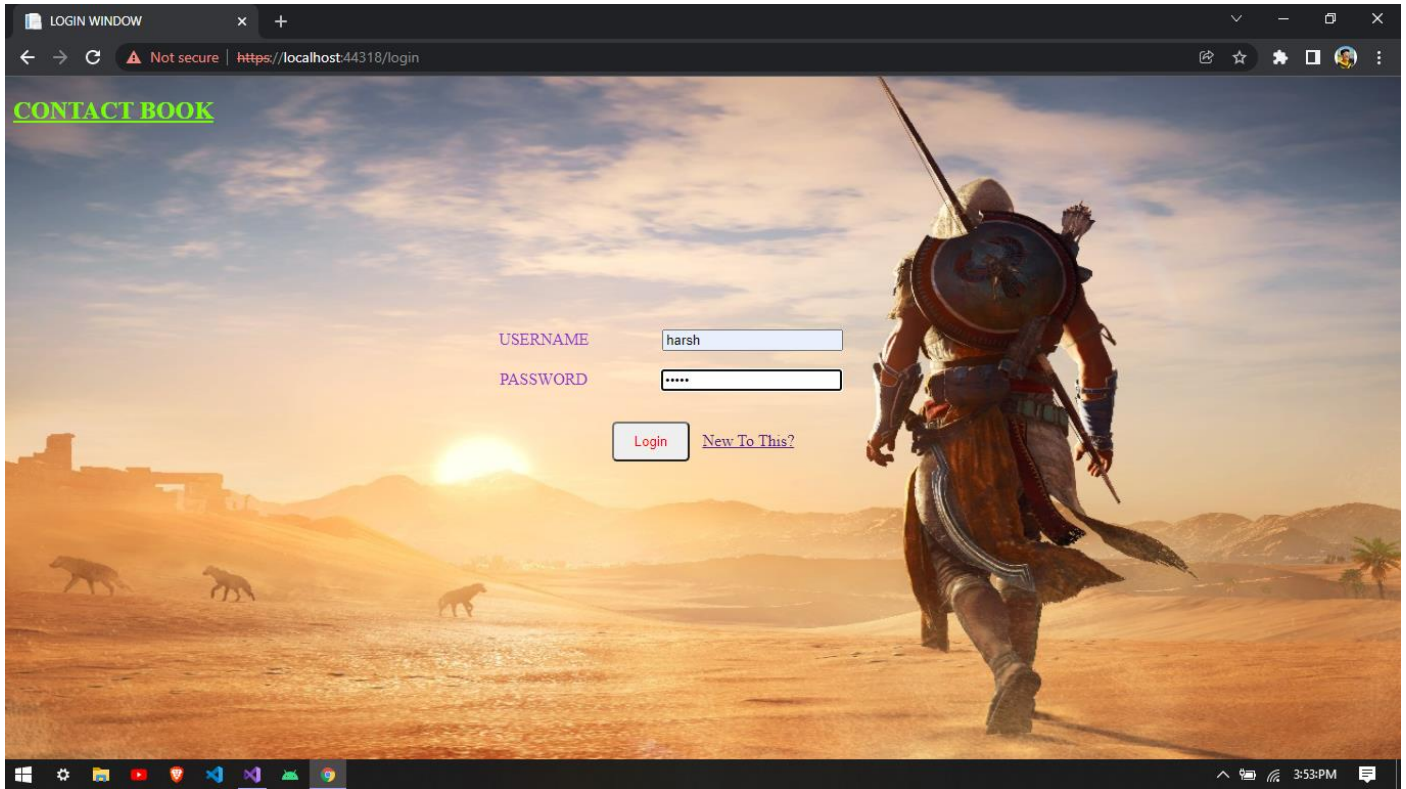 LOGIN WINDOW
Not secure | https://localhost:44318/login
CONTACT BOOK
USERNAME harsh
PASSWORD •••••
Login New To This?
3:53:PM